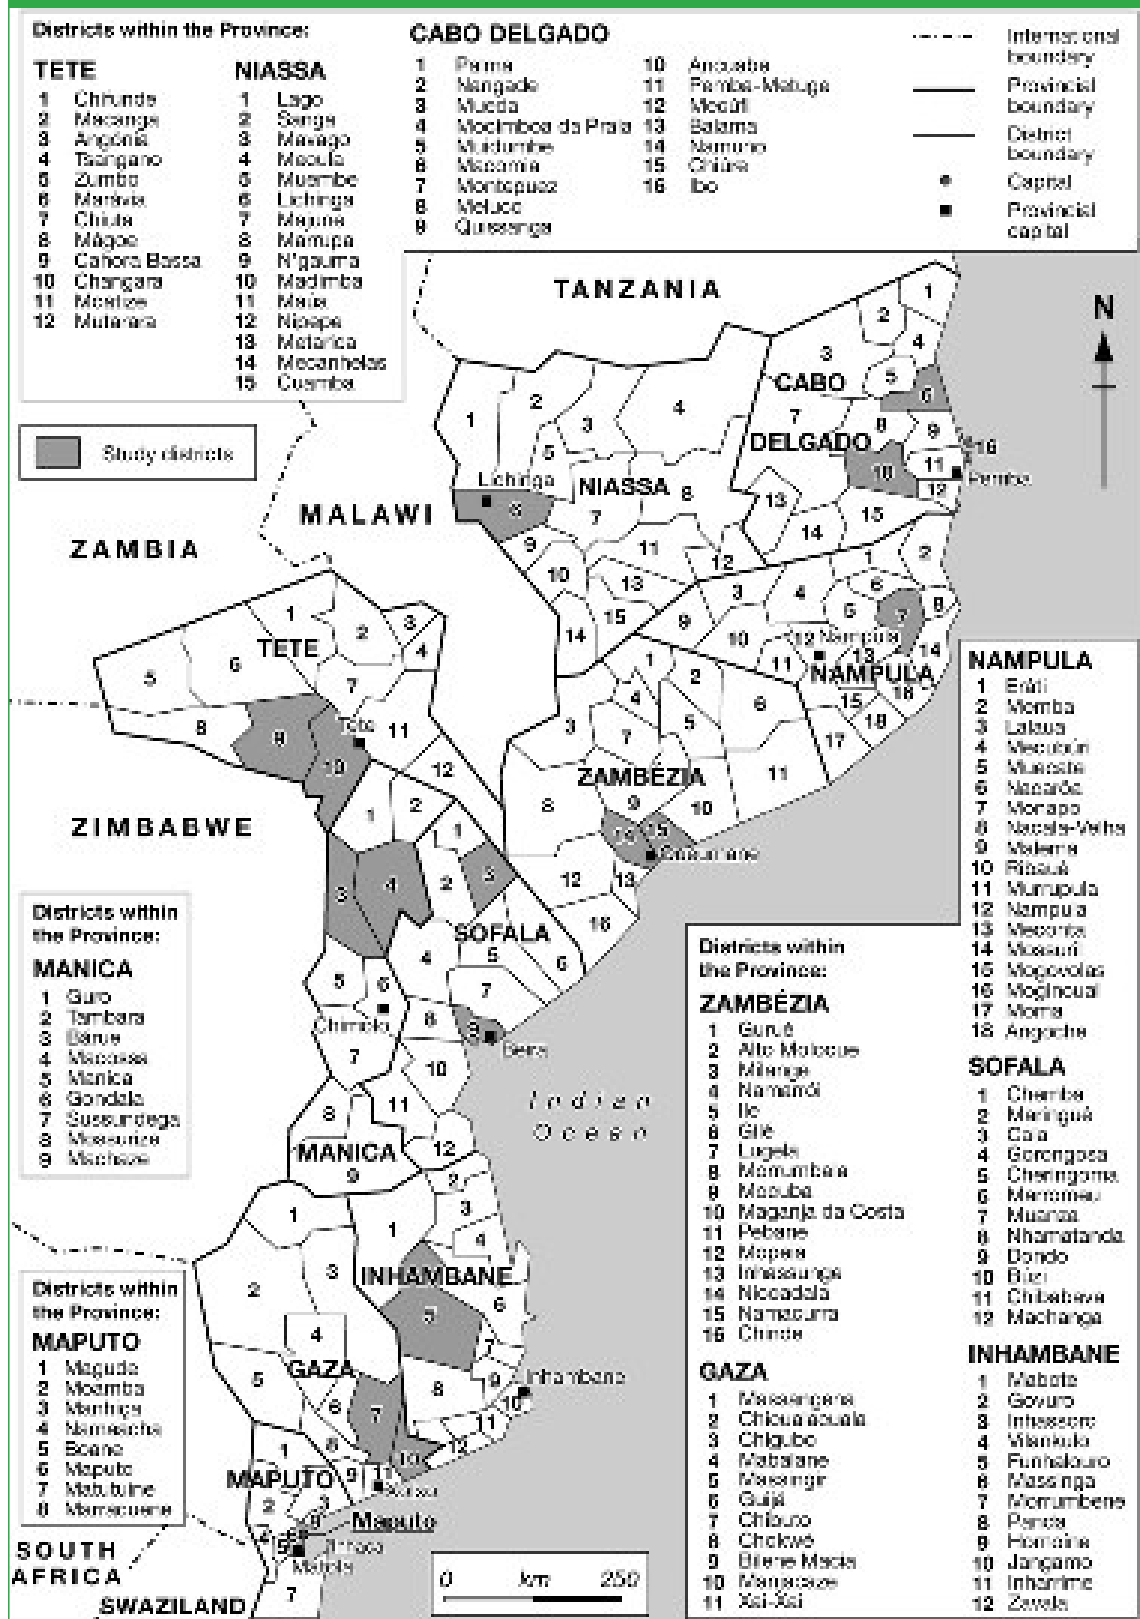 Districts within the Province:
TETE
1 Chifunde
2 Macanga
3 Angónia
4 Tsangano
5 Zumbo
6 Marávia
7 Chiuta
8 Mágoe
9 Cahora Bassa
10 Changara
11 Moatize
12 Mutarara
NIASSA
1 Lago
2 Sanga
3 Mavago
4 Mecula
5 Muembe
6 Lichinga
7 Majune
8 Marrupa
9 N'gauma
10 Madimba
11 Maúa
12 Nipepe
13 Metarica
14 Mecanhelas
15 Cuamba
CABO DELGADO
1 Palma
2 Nangade
3 Mueda
4 Mocimboa da Praia
5 Muidumbe
6 Macomia
7 Montepuez
8 Meluco
9 Quissanga
10 Ancuabe
11 Pemba-Metuge
12 Mecúfi
13 Balama
14 Namuno
15 Chiúre
16 Ibo
International boundary
Provincial boundary
District boundary
Capital
Provincial capital
Study districts
N
TANZANIA
MALAWI
ZAMBIA
ZIMBABWE
SOUTH AFRICA
SWAZILAND
CABO DELGADO
Pemba
NIASSA
Lichinga
TETE
Tete
NAMPULA
Nampula
ZAMBÉZIA
Quelimane
SOFALA
Beira
Chimoio
MANICA
Indian Ocean
INHAMBANE
Inhambane
GAZA
MAPUTO
Maputo
Matola
0 km 250
Districts within the Province:
MANICA
1 Guro
2 Tambara
3 Bárue
4 Macossa
5 Manica
6 Gondola
7 Sussundega
8 Mossurize
9 Machaze
Districts within the Province:
MAPUTO
1 Magude
2 Moamba
3 Manhiça
4 Namaacha
5 Boane
6 Maputo
7 Matutuine
8 Marracuene
Districts within the Province:
ZAMBÉZIA
1 Gurué
2 Alto Molocue
3 Milange
4 Namarrói
5 Ile
6 Gilé
7 Lugela
8 Morrumbala
9 Mocuba
10 Maganja da Costa
11 Pebane
12 Mopeia
13 Inhassunge
14 Nicoadala
15 Namacurra
16 Chinde
GAZA
1 Massangena
2 Chicualacuala
3 Chigubo
4 Mabalane
5 Massingir
6 Guijá
7 Chibuto
8 Chokwé
9 Bilene Macia
10 Manjacaze
11 Xai-Xai
NAMPULA
1 Eráti
2 Memba
3 Lalaua
4 Mecubúri
5 Muecate
6 Nacarôa
7 Monapo
8 Nacala-Velha
9 Malema
10 Ribaué
11 Murrupula
12 Nampula
13 Meconta
14 Mossuril
15 Mogovolas
16 Mogincual
17 Moma
18 Angoche
SOFALA
1 Chemba
2 Maringué
3 Caia
4 Gorongosa
5 Cheringoma
6 Marromeu
7 Muanza
8 Nhamatanda
9 Dondo
10 Búzi
11 Chibabava
12 Machanga
INHAMBANE
1 Mabote
2 Govuro
3 Inhassoro
4 Vilankulo
5 Funhalouro
6 Massinga
7 Morrumbene
8 Panda
9 Homoíne
10 Jangamo
11 Inharrime
12 Zavala